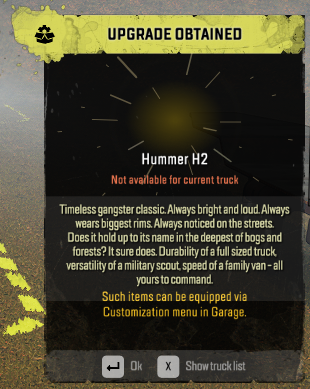 UPGRADE OBTAINED
Hummer H2
Not available for current truck
Timeless gangster classic. Always bright and loud. Always
wears biggest rims. Always noticed on the streets.
Does it hold up to its name in the deepest of bogs and
forests? It sure does. Durability of a full sized truck,
versatility of a military scout, speed of a family van - all
yours to command.
Such items can be equipped via
Customization menu in Garage.
Ok X Show truck list